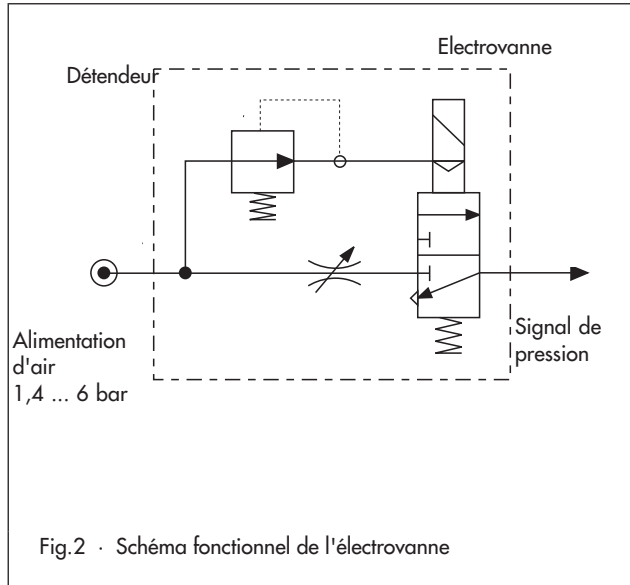 Electrovanne
Détendeur
Alimentation
d'air
1,4 ... 6 bar
Signal de
pression
Fig.2 · Schéma fonctionnel de l'électrovanne